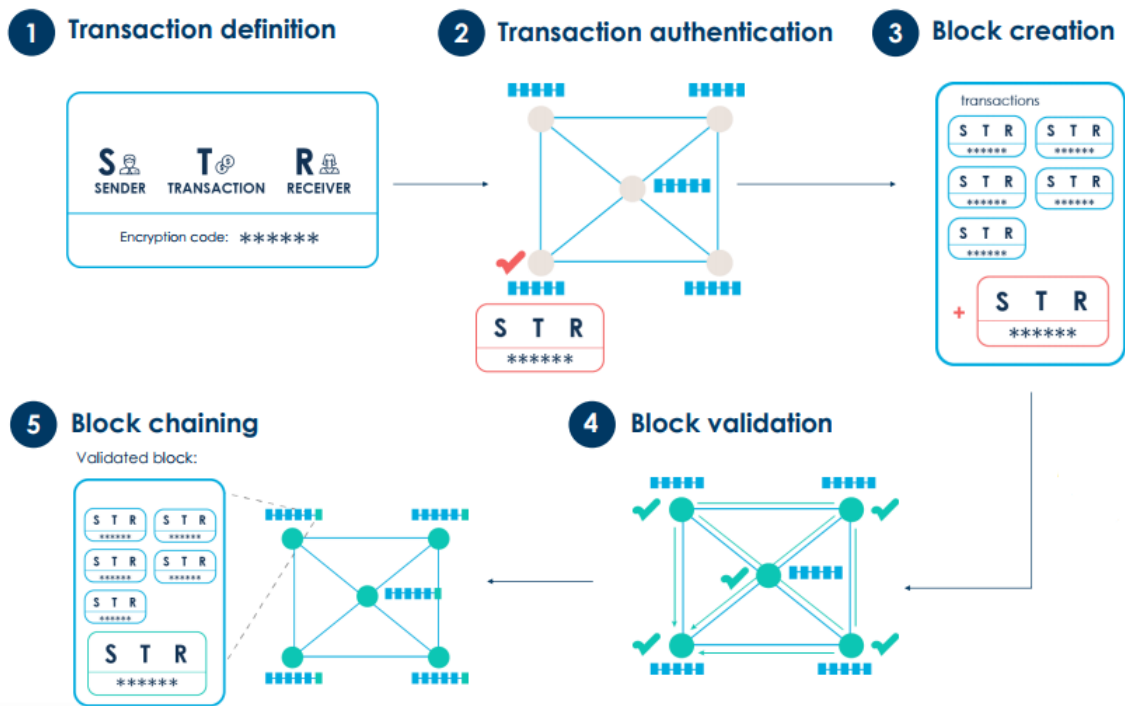 1 Transaction definition
S T R
SENDER TRANSACTION RECEIVER
Encryption code: ******
2 Transaction authentication
S T R
******
3 Block creation
transactions
S T R S T R
****** ******
S T R S T R
****** ******
S T R
******
+ S T R
******
4 Block validation
5 Block chaining
Validated block:
S T R S T R
****** ******
S T R S T R
****** ******
S T R
******
S T R
******